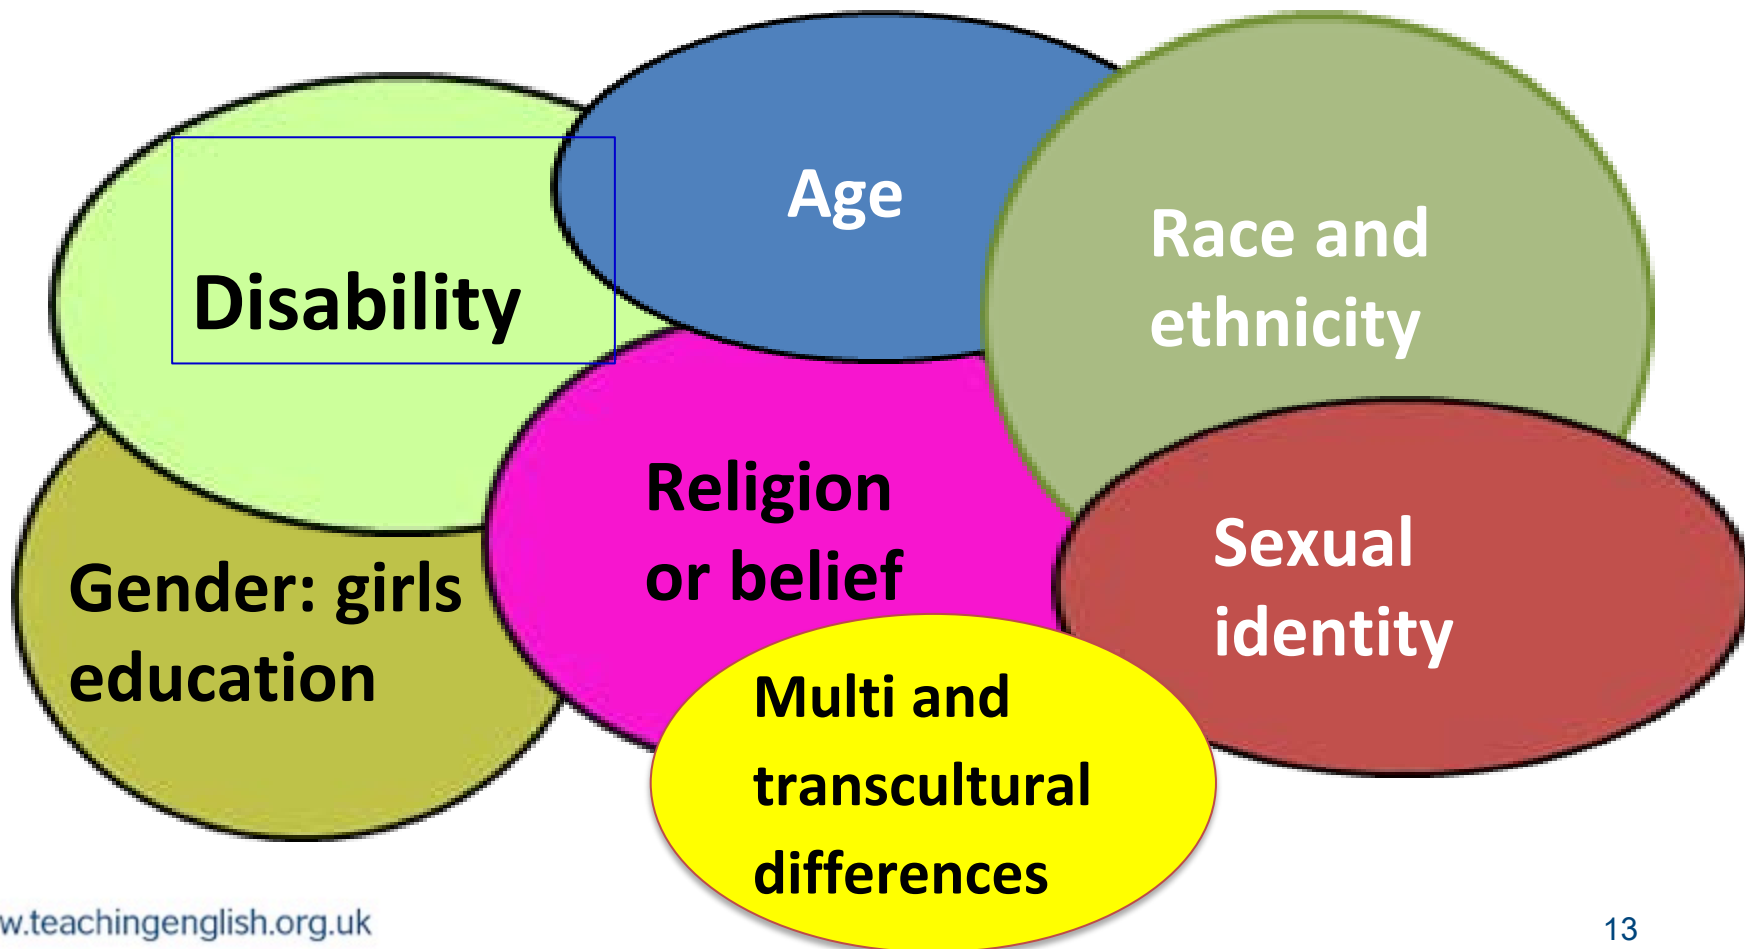 Disability
Age
Race and
ethnicity
Gender: girls
education
Religion
or belief
Sexual
identity
Multi and
transcultural
differences
w.teachingenglish.org.uk
13